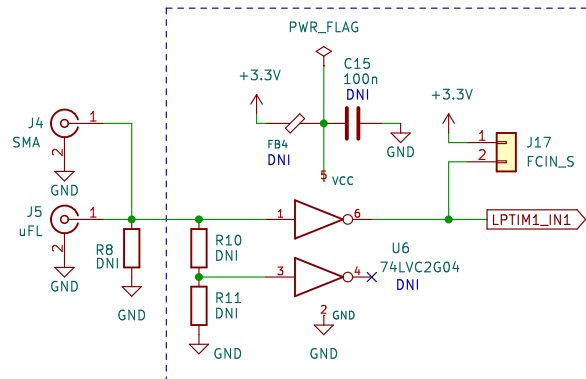 PWR_FLAG
+3.3V
C15
100n
DNI
FB4
DNI
GND
5
VCC
+3.3V
1
2
J17
FCIN_S
J4
SMA
1
2
GND
J5
uFL
1
2
GND
R8
DNI
GND
R10
DNI
R11
DNI
GND
1
6
3
4
U6
74LVC2G04
DNI
2
GND
GND
LPTIM1_IN1